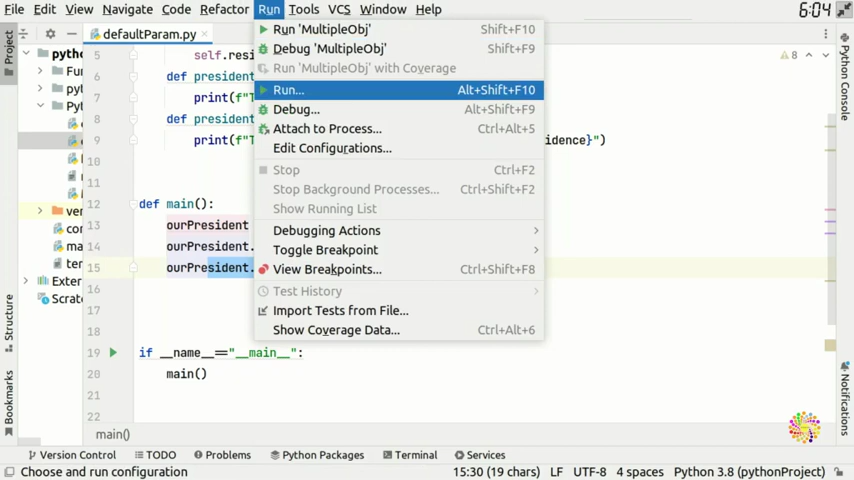 File Edit View Navigate Code Refactor Run Tools VCS Window Help 6:04
defaultParam.py
Run 'MultipleObj' Shift+F10
Debug 'MultipleObj' Shift+F9
Run 'MultipleObj' with Coverage
Run... Alt+Shift+F10
Debug... Alt+Shift+F9
Attach to Process... Ctrl+Alt+5
Edit Configurations...
Stop Ctrl+F2
Stop Background Processes... Ctrl+Shift+F2
Show Running List
Debugging Actions
Toggle Breakpoint
View Breakpoints... Ctrl+Shift+F8
Test History
Import Tests from File...
Show Coverage Data... Ctrl+Alt+6
Project
Structure
Bookmarks
pytho
Fun
py
Pyt
ver
con
ma
ter
Exter
Scratc
5 self.resi
6 def president
7 print(f"T
8 def president
9 print(f"T idence}")
10
11
12 def main():
13 ourPresident
14 ourPresident.
15 ourPresident.
16
17
18
19 if __name__=="__main__":
20 main()
21
22
8
Python Console
Notifications
main()
Version Control TODO Problems Python Packages Terminal Services
Choose and run configuration 15:30 (19 chars) LF UTF-8 4 spaces Python 3.8 (pythonProject)